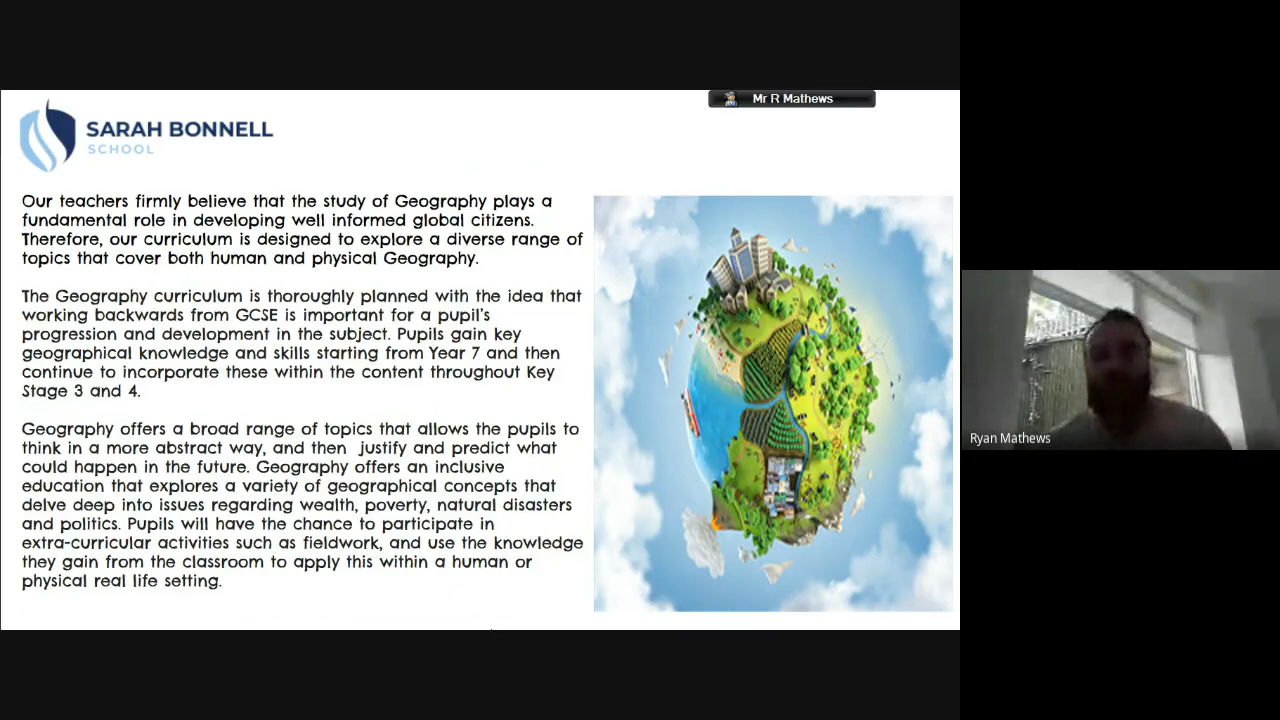 Mr R Mathews
SARAH BONNELL
SCHOOL
Our teachers firmly believe that the study of Geography plays a
fundamental role in developing well informed global citizens.
Therefore, our curriculum is designed to explore a diverse range of
topics that cover both human and physical Geography.
The Geography curriculum is thoroughly planned with the idea that
working backwards from GCSE is important for a pupil's
progression and development in the subject. Pupils gain key
geographical knowledge and skills starting from Year 7 and then
continue to incorporate these within the content throughout Key
Stage 3 and 4.
Geography offers a broad range of topics that allows the pupils to
think in a more abstract way, and then justify and predict what
could happen in the future. Geography offers an inclusive
education that explores a variety of geographical concepts that
delve deep into issues regarding wealth, poverty, natural disasters
and politics. Pupils will have the chance to participate in
extra-curricular activities such as fieldwork, and use the knowledge
they gain from the classroom to apply this within a human or
physical real life setting.
Ryan Mathews